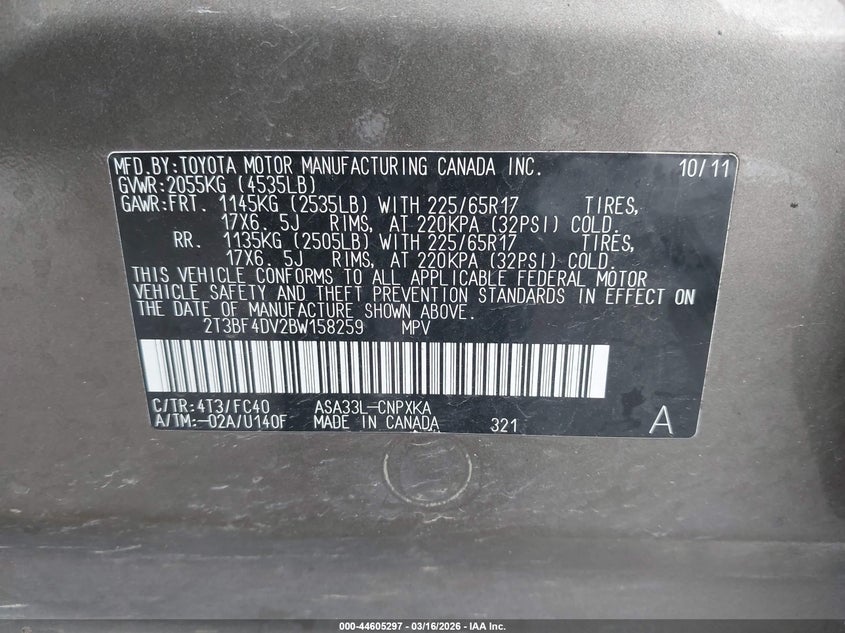 MFD.BY:TOYOTA MOTOR MANUFACTURING CANADA INC. 10/11
GVWR:2055KG (4535LB)
GAWR:FRT. 1145KG (2535LB) WITH 225/65R17 TIRES,
17X6. 5J RIMS, AT 220KPA (32PSI) COLD.
RR. 1135KG (2505LB) WITH 225/65R17 TIRES,
17X6. 5J RIMS, AT 220KPA (32PSI) COLD.
THIS VEHICLE CONFORMS TO ALL APPLICABLE FEDERAL MOTOR
VEHICLE SAFETY AND THEFT PREVENTION STANDARDS IN EFFECT ON
THE DATE OF MANUFACTURE SHOWN ABOVE.
2T3BF4DV2BW158259 MPV
C/TR:4T3/FC40 ASA33L-CNPXKA
A/TM:-02A/U140F MADE IN CANADA 321 A
000-44605297 - 03/16/2026 - IAA Inc.